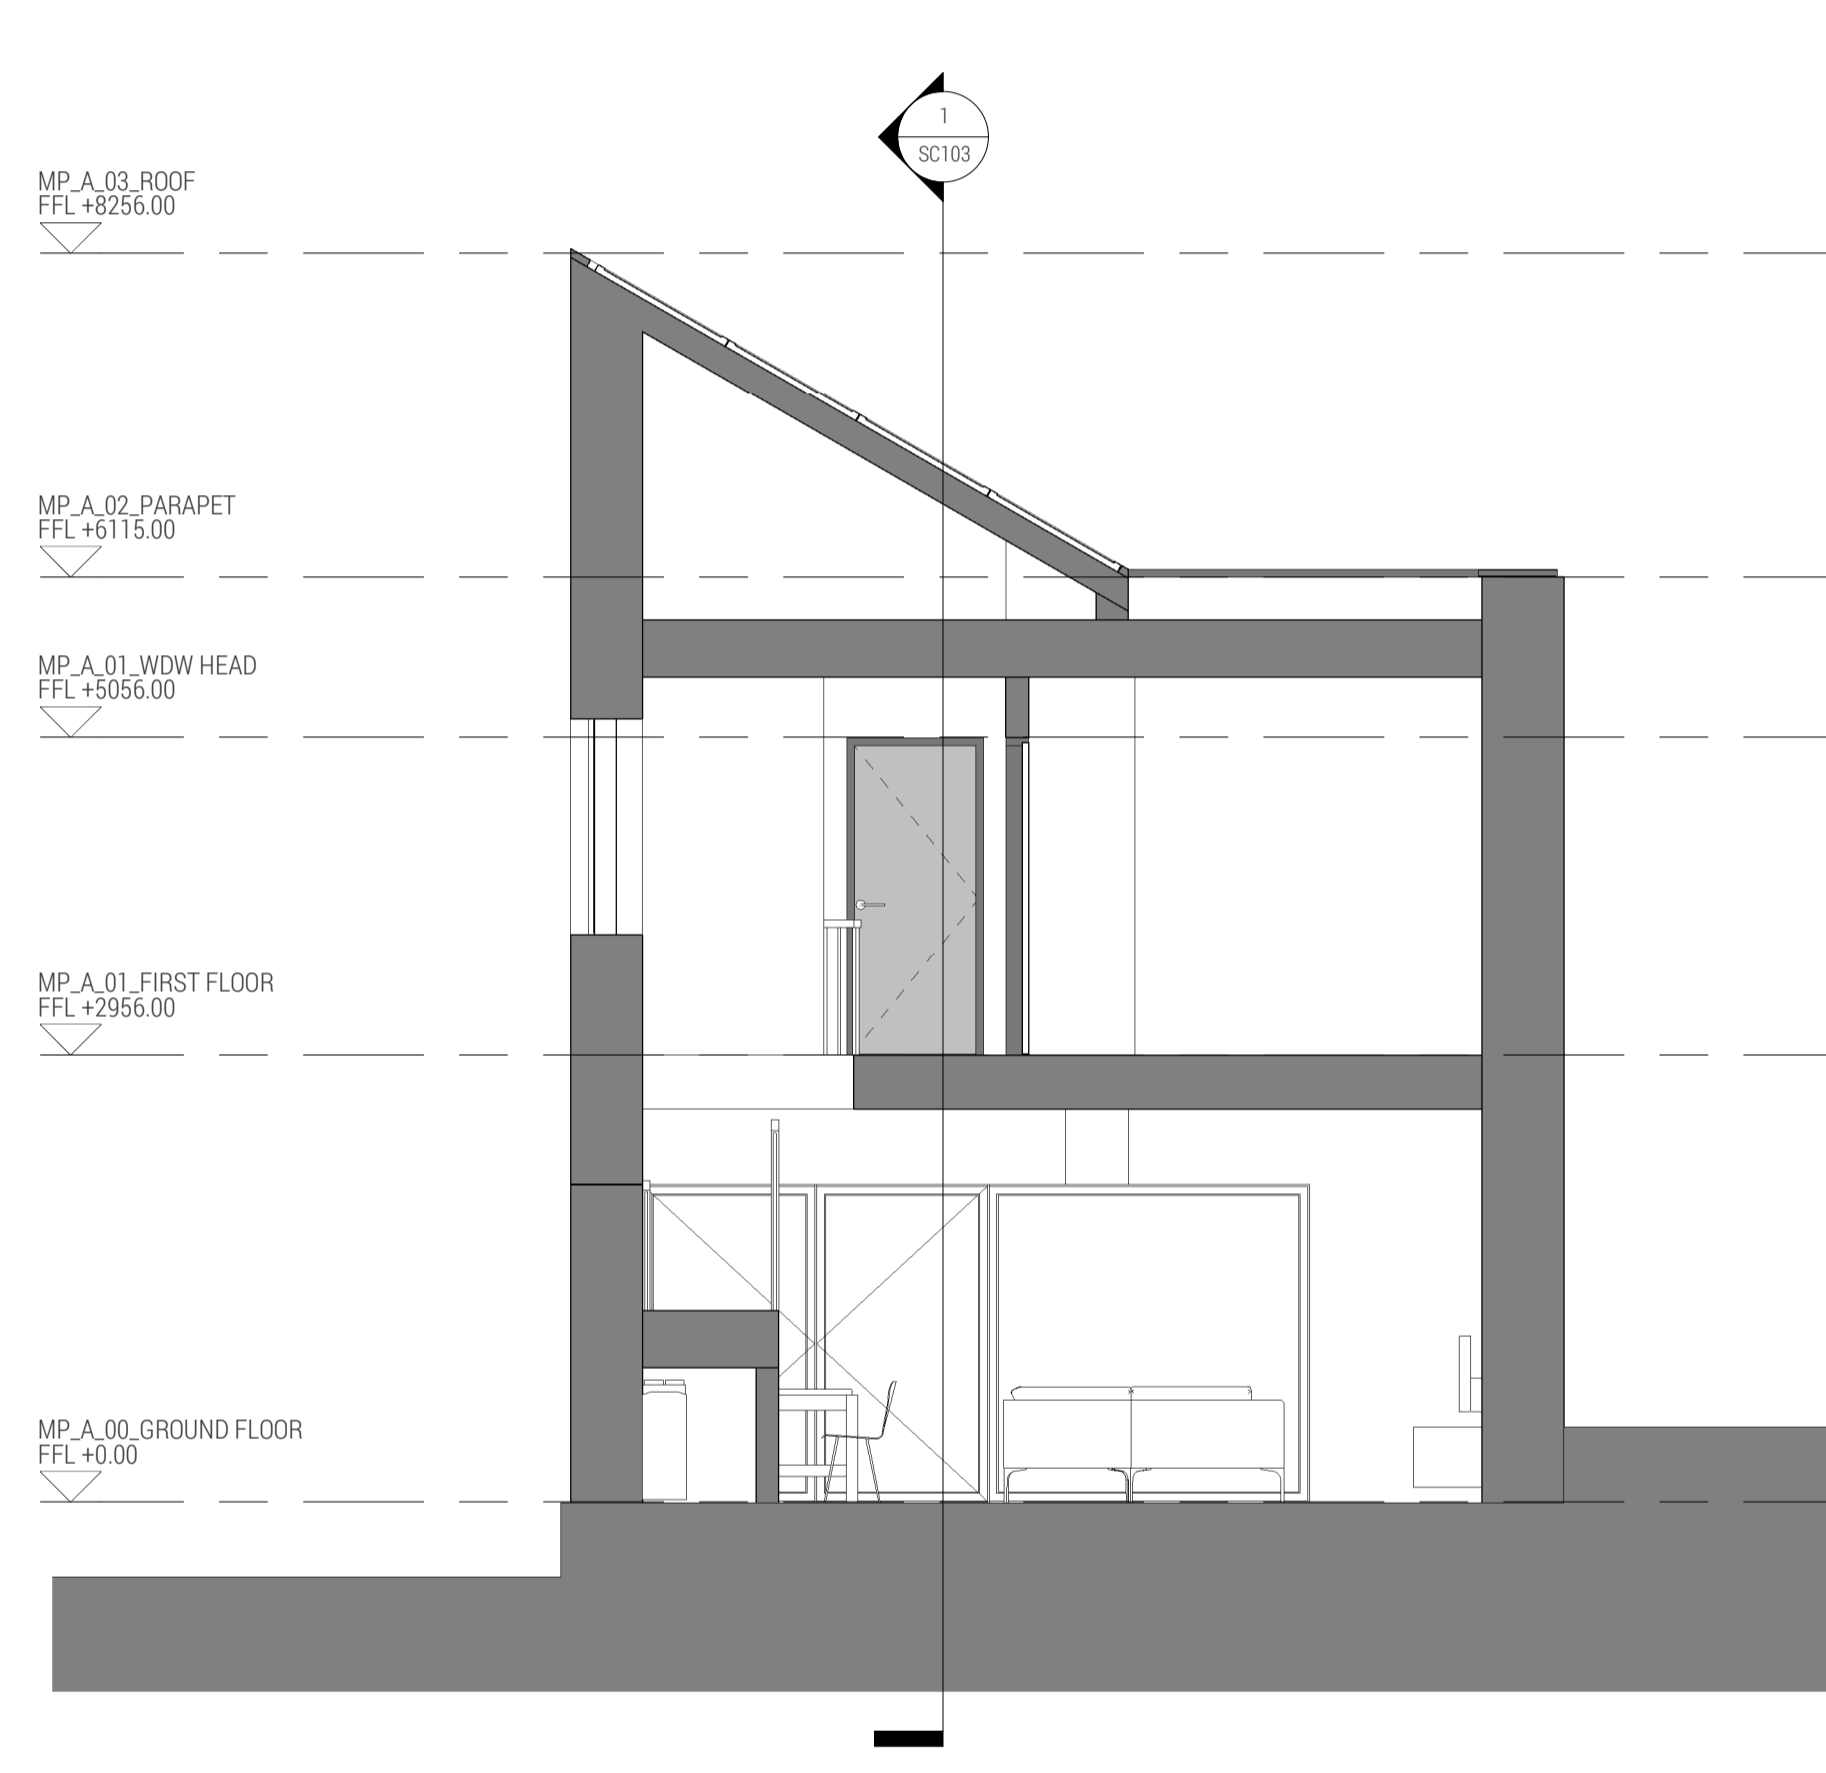 1
SC103
MP_A_03_ROOF
FFL +8256.00
MP_A_02_PARAPET
FFL +6115.00
MP_A_01_WDW HEAD
FFL +5056.00
MP_A_01_FIRST FLOOR
FFL +2956.00
MP_A_00_GROUND FLOOR
FFL +0.00